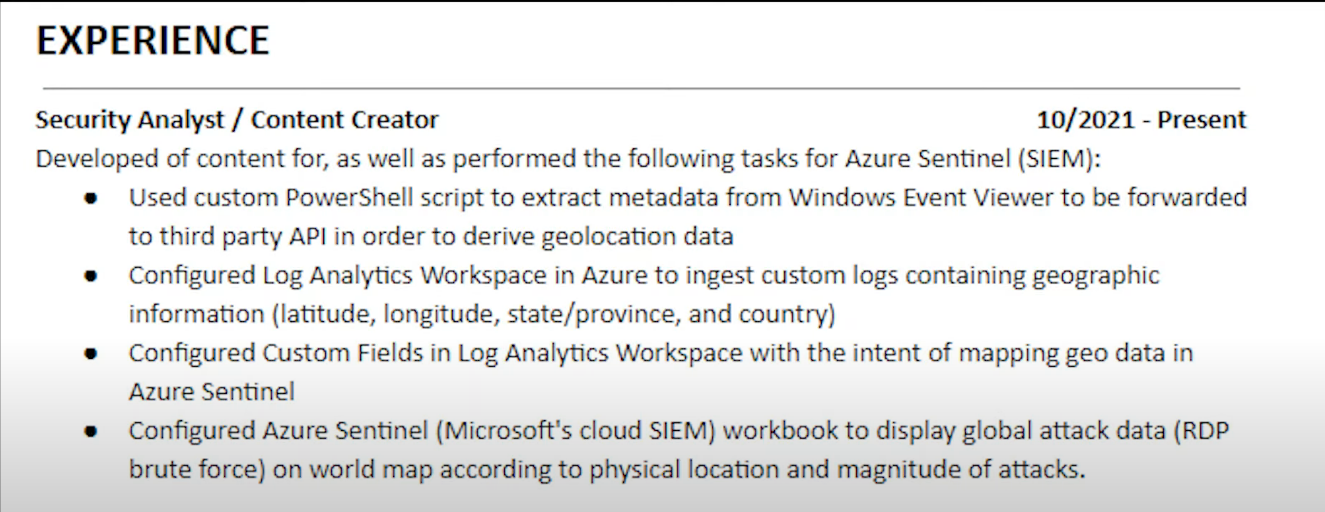 EXPERIENCE
Security Analyst / Content Creator 10/2021 - Present
Developed of content for, as well as performed the following tasks for Azure Sentinel (SIEM):
● Used custom PowerShell script to extract metadata from Windows Event Viewer to be forwarded
to third party API in order to derive geolocation data
● Configured Log Analytics Workspace in Azure to ingest custom logs containing geographic
information (latitude, longitude, state/province, and country)
● Configured Custom Fields in Log Analytics Workspace with the intent of mapping geo data in
Azure Sentinel
● Configured Azure Sentinel (Microsoft's cloud SIEM) workbook to display global attack data (RDP
brute force) on world map according to physical location and magnitude of attacks.